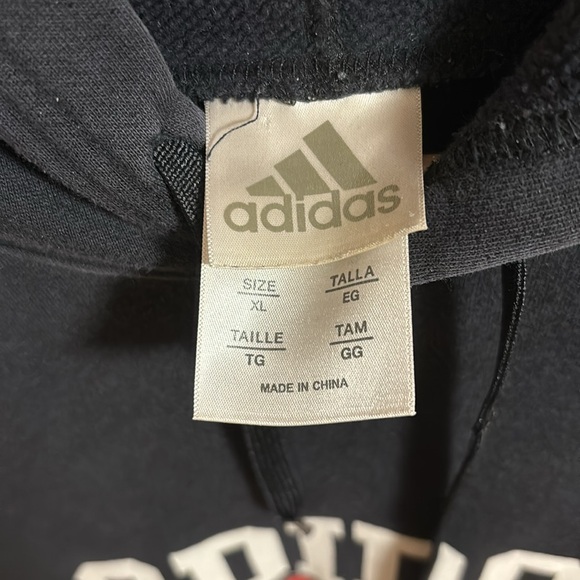 adidas
SIZE TALLA
XL EG
TAILLE TAM
TG GG
MADE IN CHINA